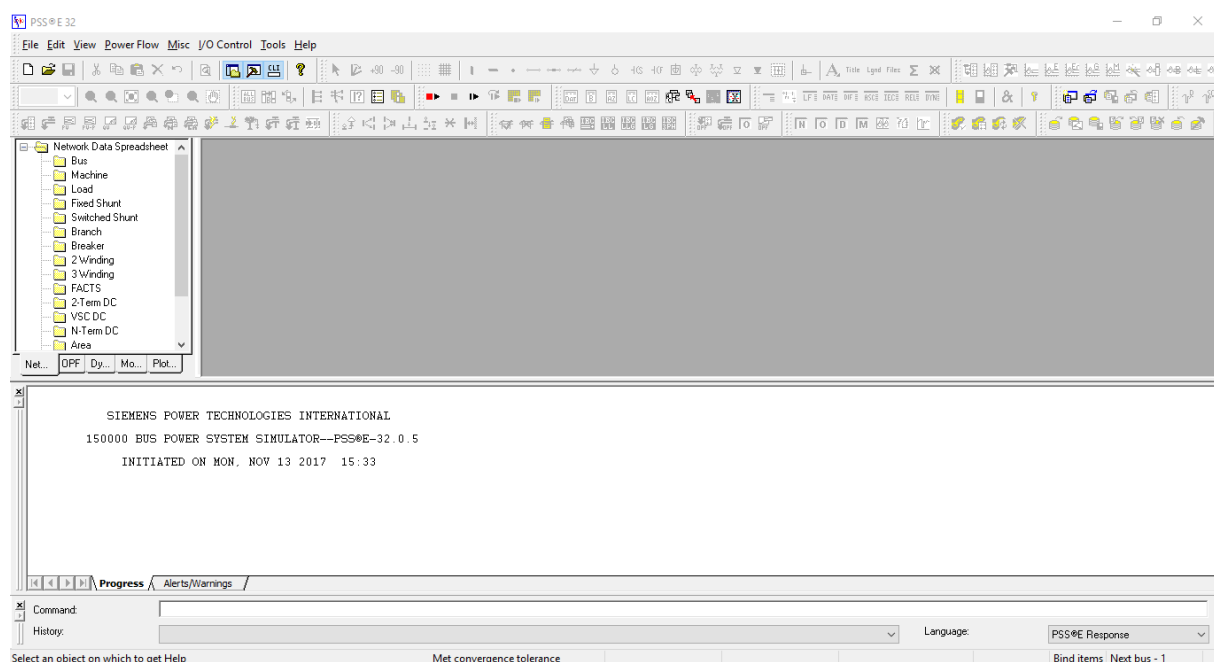 PSS®E 32
File Edit View Power Flow Misc I/O Control Tools Help
+90 -90 Title Lgnd Files
Network Data Spreadsheet
Bus
Machine
Load
Fixed Shunt
Switched Shunt
Branch
Breaker
2 Winding
3 Winding
FACTS
2-Term DC
VSC DC
N-Term DC
Area
Net... OPF Dy... Mo... Plot...
SIEMENS POWER TECHNOLOGIES INTERNATIONAL
150000 BUS POWER SYSTEM SIMULATOR--PSS®E-32.0.5
INITIATED ON MON, NOV 13 2017 15:33
Progress Alerts/Warnings
Command:
History: Language: PSS®E Response
Select an object on which to get Help Met convergence tolerance Bind items Next bus - 1